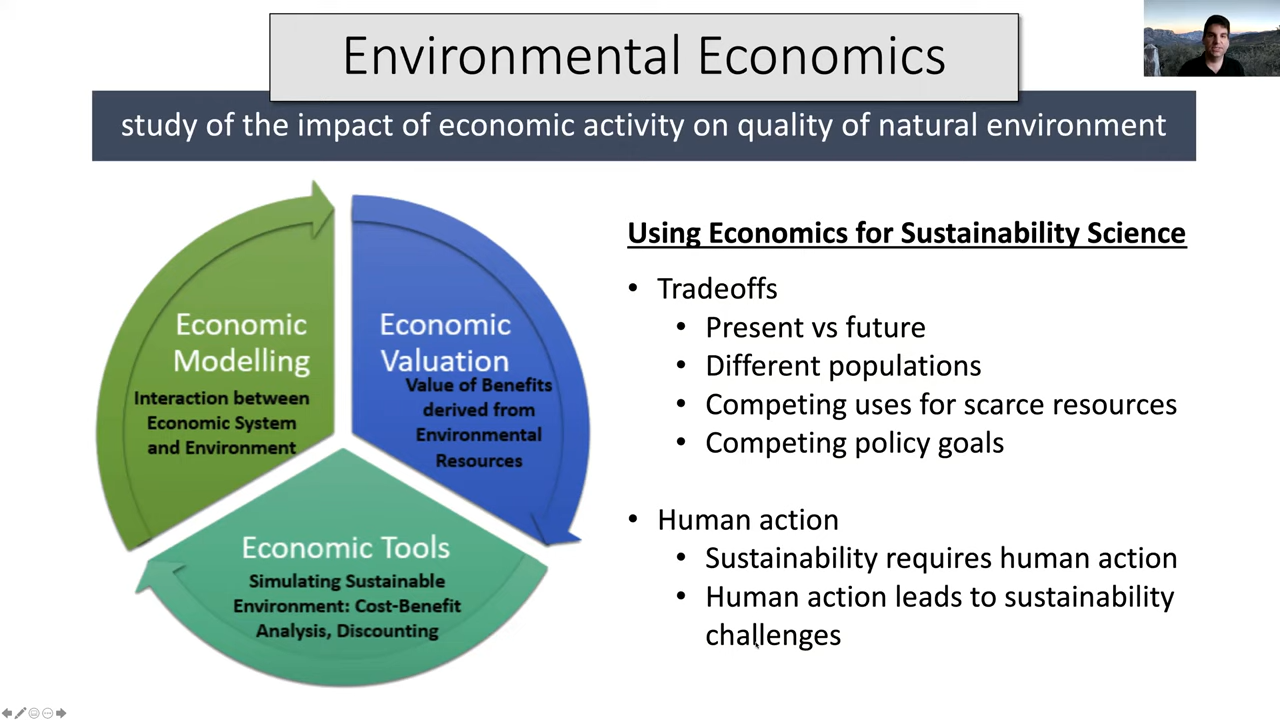 Environmental Economics
study of the impact of economic activity on quality of natural environment
Economic
Modelling
Interaction between
Economic System
and Environment
Economic
Valuation
Value of Benefits
derived from
Environmental
Resources
Economic Tools
Simulating Sustainable
Environment: Cost-Benefit
Analysis, Discounting
Using Economics for Sustainability Science
• Tradeoffs
• Present vs future
• Different populations
• Competing uses for scarce resources
• Competing policy goals
• Human action
• Sustainability requires human action
• Human action leads to sustainability
challenges